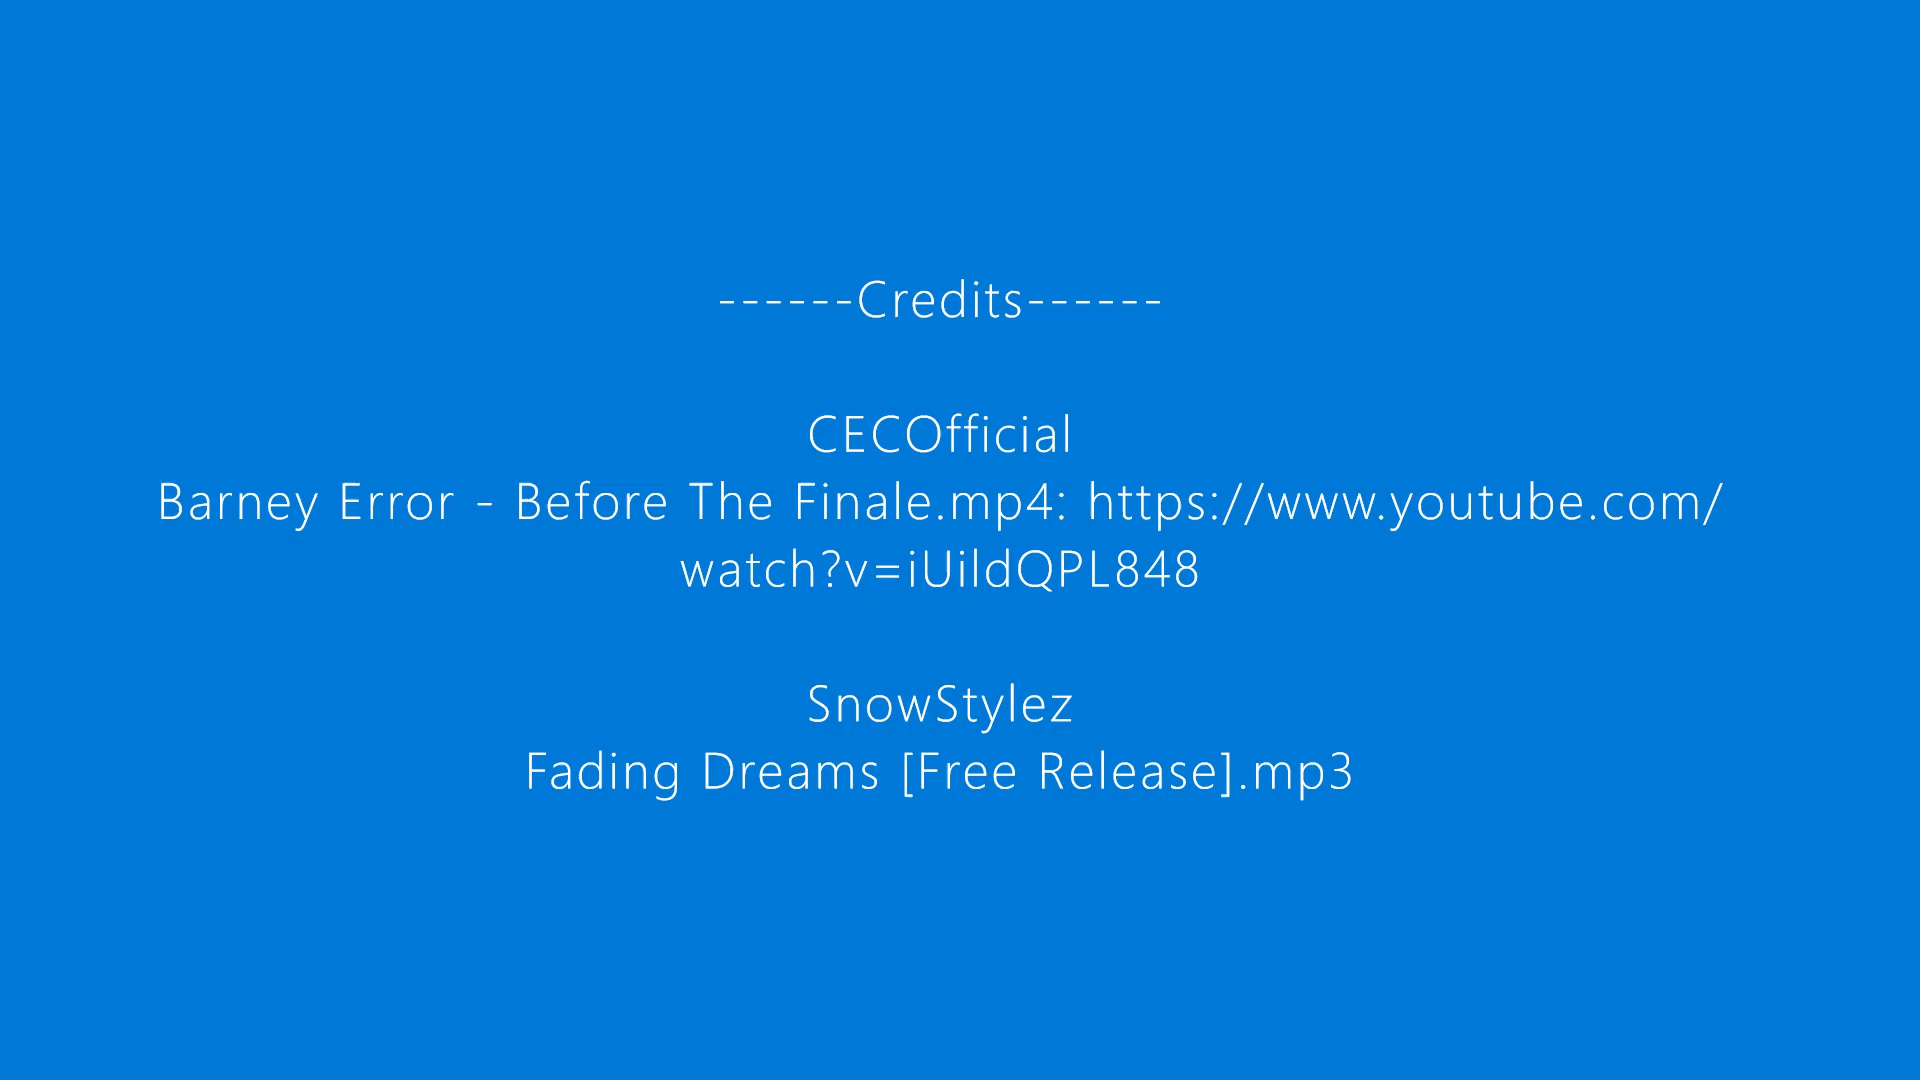 ------Credits------
CECOfficial
Barney Error - Before The Finale.mp4: https://www.youtube.com/
watch?v=iUildQPL848
SnowStylez
Fading Dreams [Free Release].mp3